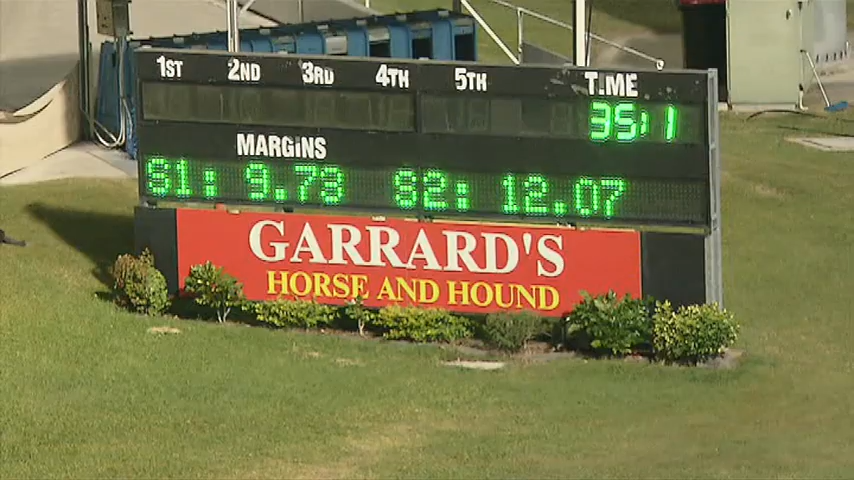 1ST 2ND 3RD 4TH 5TH TIME
35:1
MARGINS
S1: 9.73 S2: 12.07
GARRARD'S
HORSE AND HOUND